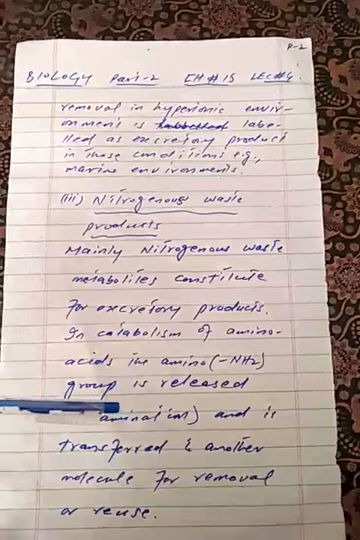 P-2
BIOLOGY Part-2 CH#15 LEC#4.
removal in hypertonic envir-
onment is labe-
lled as excretory product
in these conditions e.g.,
marine environments.
(iii) Nitrogenous waste
products
Mainly Nitrogenous waste
metabolites constitute
for excretory products.
In catabolism of amino-
acids the amino (-NH2)
group is released
amination) and is
transferred to another
molecule for removal
or reuse.